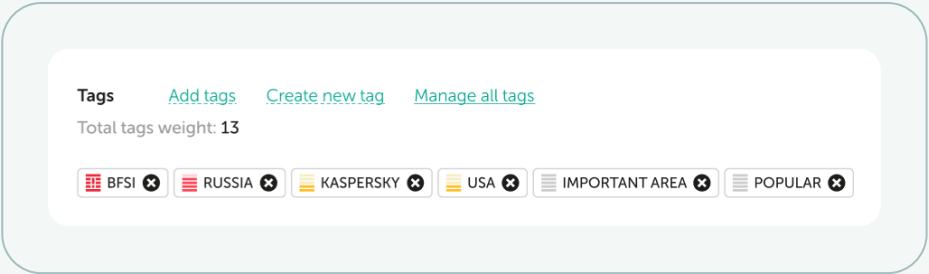 Tags Add tags Create new tag Manage all tags
Total tags weight: 13
BFSI RUSSIA KASPERSKY USA IMPORTANT AREA POPULAR